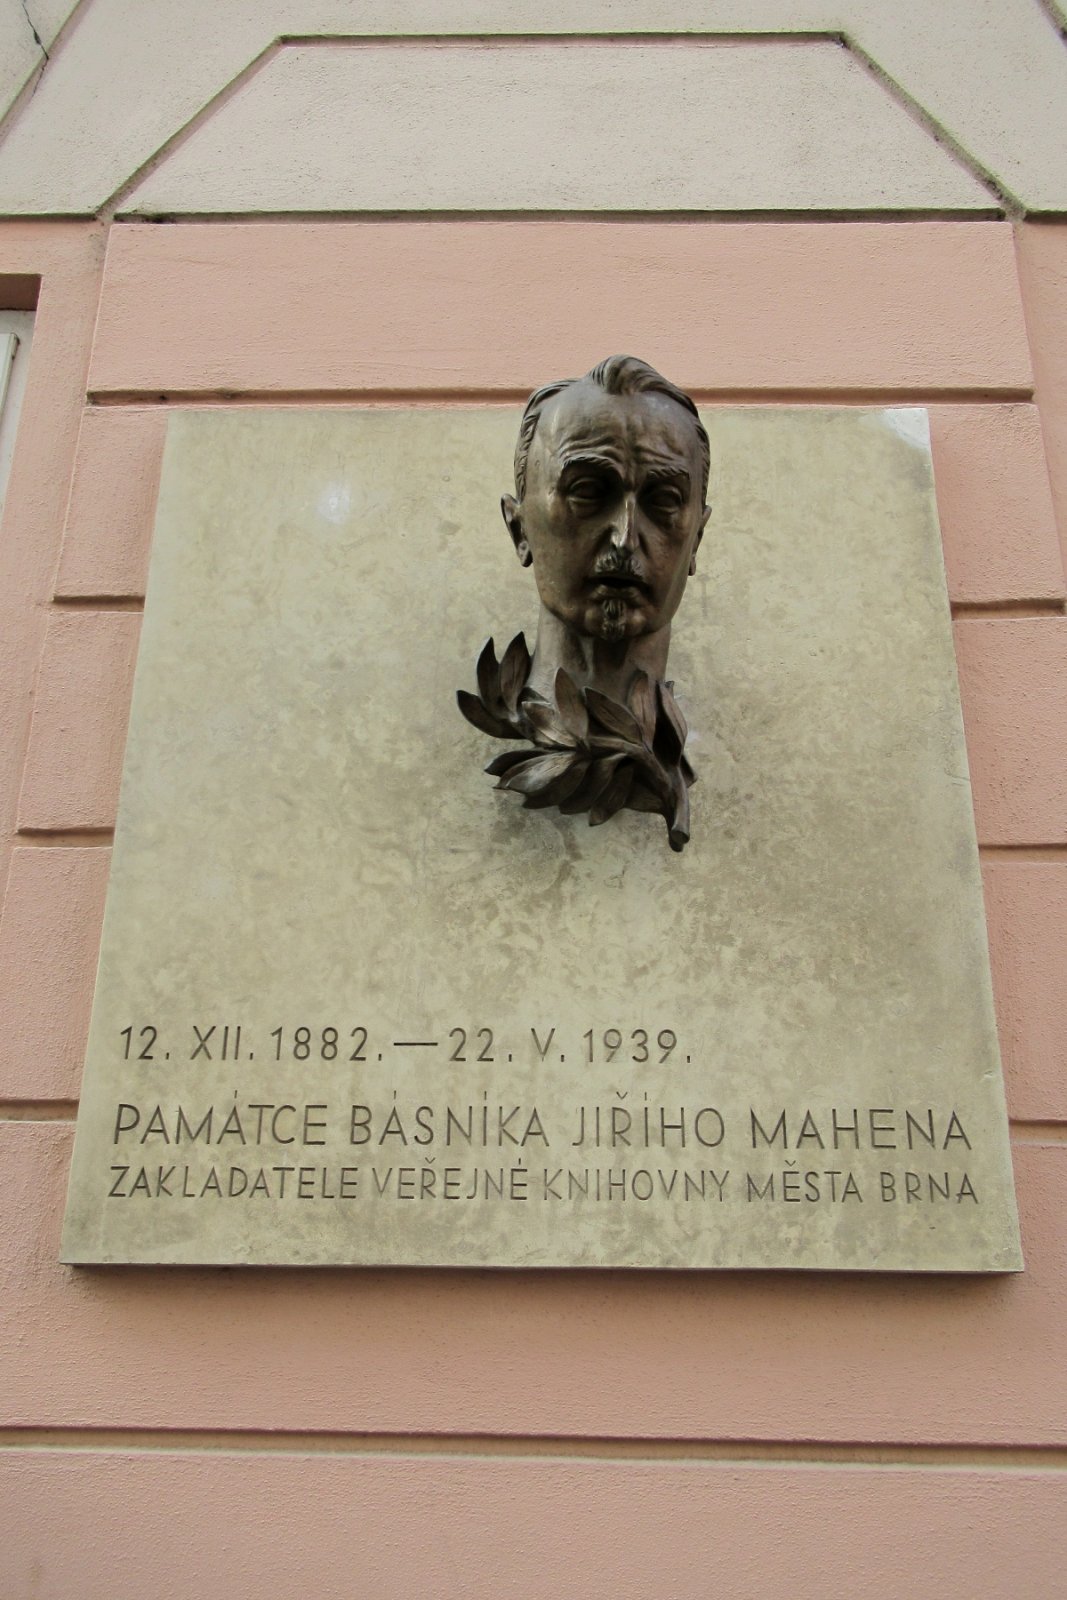 12. XII. 1882. — 22. V. 1939.
PAMÁTCE BÁSNÍKA JIŘÍHO MAHENA
ZAKLADATELE VEŘEJNÉ KNIHOVNY MĚSTA BRNA